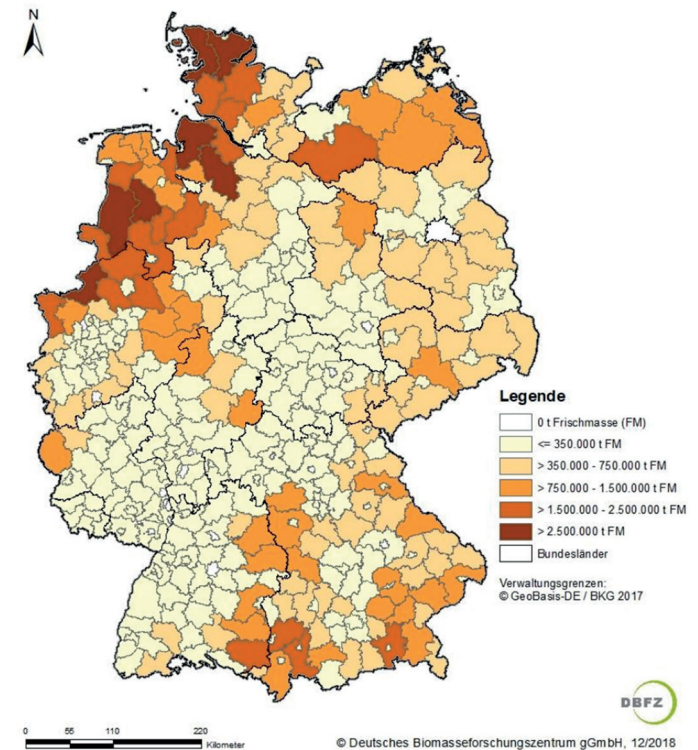 N
Legende
0 t Frischmasse (FM)
<= 350.000 t FM
> 350.000 - 750.000 t FM
> 750.000 - 1.500.000 t FM
> 1.500.000 - 2.500.000 t FM
> 2.500.000 t FM
Bundesländer
Verwaltungsgrenzen:
© GeoBasis-DE / BKG 2017
DBFZ
0 55 110 220
Kilometer
© Deutsches Biomasseforschungszentrum gGmbH, 12/2018